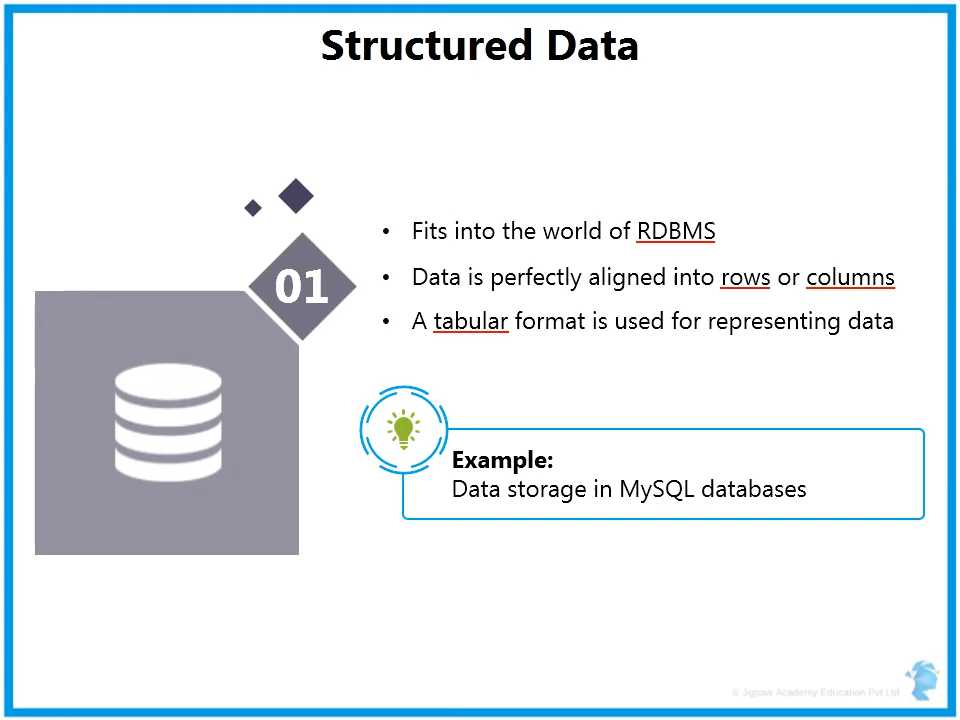 Structured Data
01
• Fits into the world of RDBMS
• Data is perfectly aligned into rows or columns
• A tabular format is used for representing data
Example:
Data storage in MySQL databases
© Jigsaw Academy Education Pvt Ltd